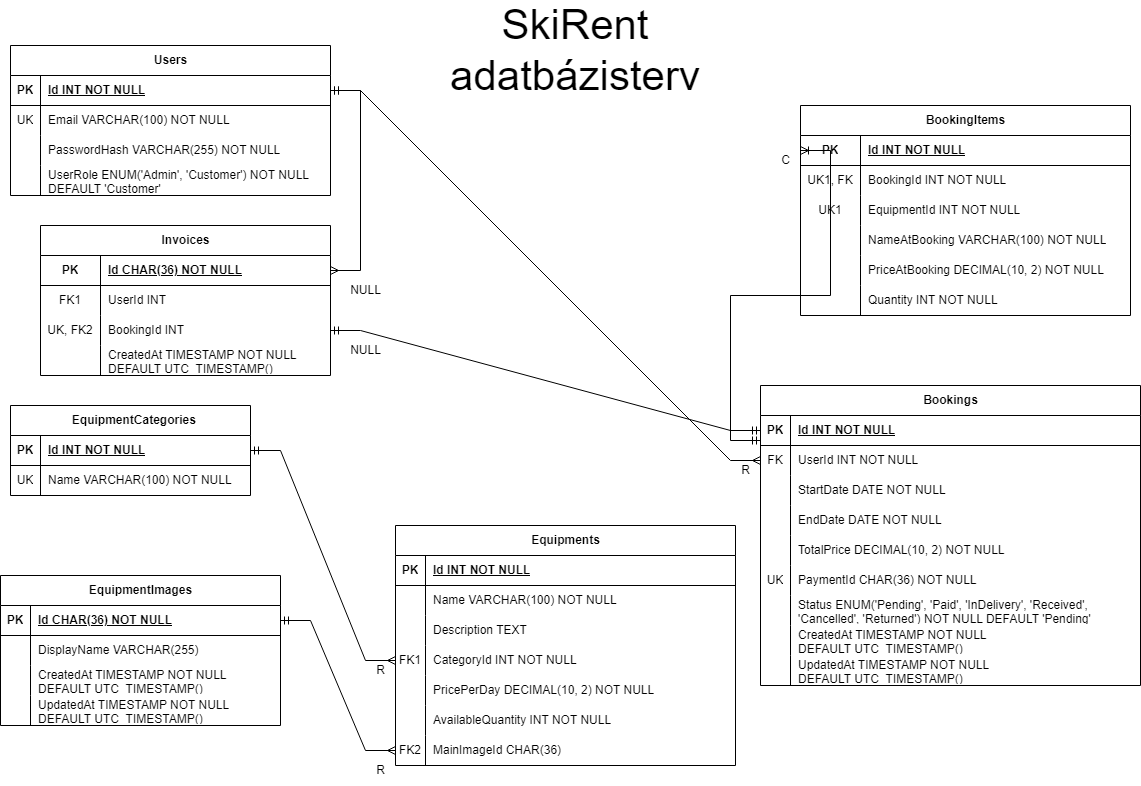 SkiRent
adatbázisterv
Users
PK Id INT NOT NULL
UK Email VARCHAR(100) NOT NULL
PasswordHash VARCHAR(255) NOT NULL
UserRole ENUM('Admin', 'Customer') NOT NULL
DEFAULT 'Customer'
Invoices
PK Id CHAR(36) NOT NULL
FK1 UserId INT
UK, FK2 BookingId INT
CreatedAt TIMESTAMP NOT NULL
DEFAULT UTC_TIMESTAMP()
NULL
NULL
BookingItems
C
PK Id INT NOT NULL
UK1, FK BookingId INT NOT NULL
UK1 EquipmentId INT NOT NULL
NameAtBooking VARCHAR(100) NOT NULL
PriceAtBooking DECIMAL(10, 2) NOT NULL
Quantity INT NOT NULL
EquipmentCategories
PK Id INT NOT NULL
UK Name VARCHAR(100) NOT NULL
Bookings
PK Id INT NOT NULL
R
FK UserId INT NOT NULL
StartDate DATE NOT NULL
EndDate DATE NOT NULL
TotalPrice DECIMAL(10, 2) NOT NULL
UK PaymentId CHAR(36) NOT NULL
Status ENUM('Pending', 'Paid', 'InDelivery', 'Received',
'Cancelled', 'Returned') NOT NULL DEFAULT 'Pending'
CreatedAt TIMESTAMP NOT NULL
DEFAULT UTC_TIMESTAMP()
UpdatedAt TIMESTAMP NOT NULL
DEFAULT UTC_TIMESTAMP()
EquipmentImages
PK Id CHAR(36) NOT NULL
DisplayName VARCHAR(255)
CreatedAt TIMESTAMP NOT NULL
DEFAULT UTC_TIMESTAMP()
UpdatedAt TIMESTAMP NOT NULL
DEFAULT UTC_TIMESTAMP()
Equipments
PK Id INT NOT NULL
Name VARCHAR(100) NOT NULL
Description TEXT
FK1 CategoryId INT NOT NULL
R
PricePerDay DECIMAL(10, 2) NOT NULL
AvailableQuantity INT NOT NULL
FK2 MainImageId CHAR(36)
R